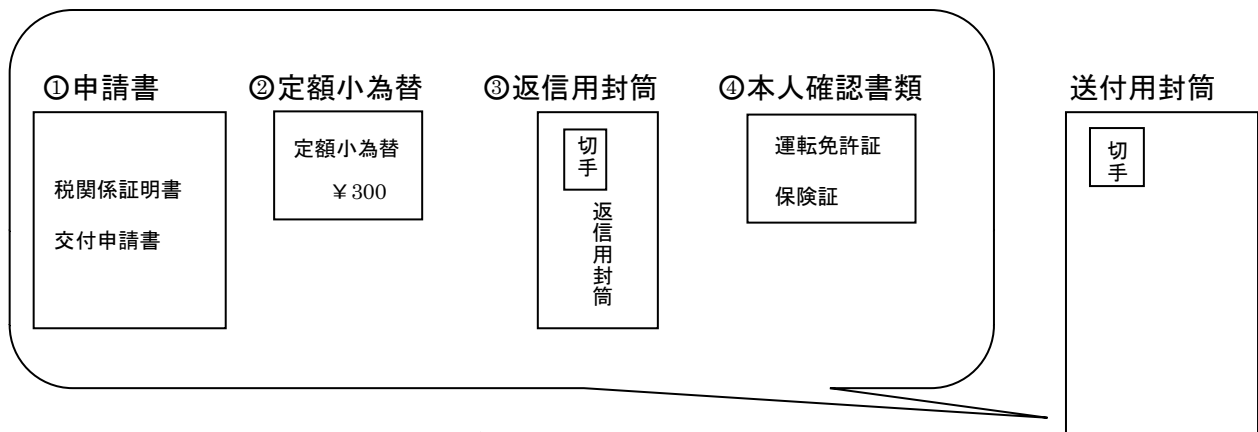 ①申請書
税関係証明書
交付申請書
②定額小為替
定額小為替
￥300
③返信用封筒
切手
返信用封筒
④本人確認書類
運転免許証
保険証
送付用封筒
切手